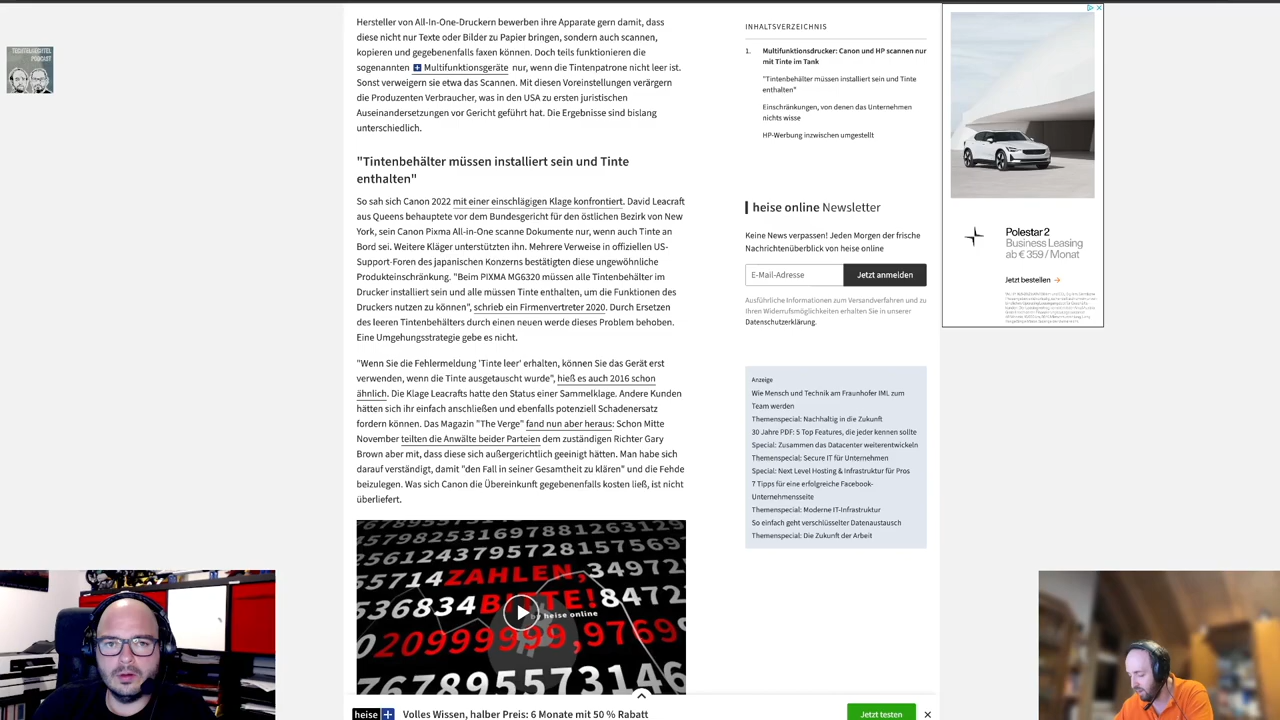 TECHTELMECHTEL
PODCAST
Hersteller von All-In-One-Druckern bewerben ihre Apparate gern damit, dass
diese nicht nur Texte oder Bilder zu Papier bringen, sondern auch scannen,
kopieren und gegebenenfalls faxen können. Doch teils funktionieren die
sogenannten Multifunktionsgeräte nur, wenn die Tintenpatrone nicht leer ist.
Sonst verweigern sie etwa das Scannen. Mit diesen Voreinstellungen verärgern
die Produzenten Verbraucher, was in den USA zu ersten juristischen
Auseinandersetzungen vor Gericht geführt hat. Die Ergebnisse sind bislang
unterschiedlich.
"Tintenbehälter müssen installiert sein und Tinte
enthalten"
So sah sich Canon 2022 mit einer einschlägigen Klage konfrontiert. David Leacraft
aus Queens behauptete vor dem Bundesgericht für den östlichen Bezirk von New
York, sein Canon Pixma All-in-One scanne Dokumente nur, wenn auch Tinte an
Bord sei. Weitere Kläger unterstützten ihn. Mehrere Verweise in offiziellen US-
Support-Foren des japanischen Konzerns bestätigten diese ungewöhnliche
Produkteinschränkung. "Beim PIXMA MG6320 müssen alle Tintenbehälter im
Drucker installiert sein und alle müssen Tinte enthalten, um die Funktionen des
Druckers nutzen zu können", schrieb ein Firmenvertreter 2020. Durch Ersetzen
des leeren Tintenbehälters durch einen neuen werde dieses Problem behoben.
Eine Umgehungsstrategie gebe es nicht.
"Wenn Sie die Fehlermeldung 'Tinte leer' erhalten, können Sie das Gerät erst
verwenden, wenn die Tinte ausgetauscht wurde", hieß es auch 2016 schon
ähnlich. Die Klage Leacrafts hatte den Status einer Sammelklage. Andere Kunden
hätten sich ihr einfach anschließen und ebenfalls potenziell Schadenersatz
fordern können. Das Magazin "The Verge" fand nun aber heraus: Schon Mitte
November teilten die Anwälte beider Parteien dem zuständigen Richter Gary
Brown aber mit, dass diese sich außergerichtlich geeinigt hätten. Man habe sich
darauf verständigt, damit "den Fall in seiner Gesamtheit zu klären" und die Fehde
beizulegen. Was sich Canon die Übereinkunft gegebenenfalls kosten ließ, ist nicht
überliefert.
ZAHLEN,
BITTE!
by heise online
INHALTSVERZEICHNIS
1. Multifunktionsdrucker: Canon und HP scannen nur
mit Tinte im Tank
"Tintenbehälter müssen installiert sein und Tinte
enthalten"
Einschränkungen, von denen das Unternehmen
nichts wisse
HP-Werbung inzwischen umgestellt
heise online Newsletter
Keine News verpassen! Jeden Morgen der frische
Nachrichtenüberblick von heise online
E-Mail-Adresse
Jetzt anmelden
Ausführliche Informationen zum Versandverfahren und zu
Ihren Widerrufsmöglichkeiten erhalten Sie in unserer
Datenschutzerklärung.
Anzeige
Wie Mensch und Technik am Fraunhofer IML zum
Team werden
Themenspecial: Nachhaltig in die Zukunft
30 Jahre PDF: 5 Top Features, die jeder kennen sollte
Special: Zusammen das Datacenter weiterentwickeln
Themenspecial: Secure IT für Unternehmen
Special: Next Level Hosting & Infrastruktur für Pros
7 Tipps für eine erfolgreiche Facebook-
Unternehmensseite
Themenspecial: Moderne IT-Infrastruktur
So einfach geht verschlüsselter Datenaustausch
Themenspecial: Die Zukunft der Arbeit
Polestar 2
Business Leasing
ab € 359 / Monat
Jetzt bestellen →
heise + Volles Wissen, halber Preis: 6 Monate mit 50 % Rabatt
Jetzt testen